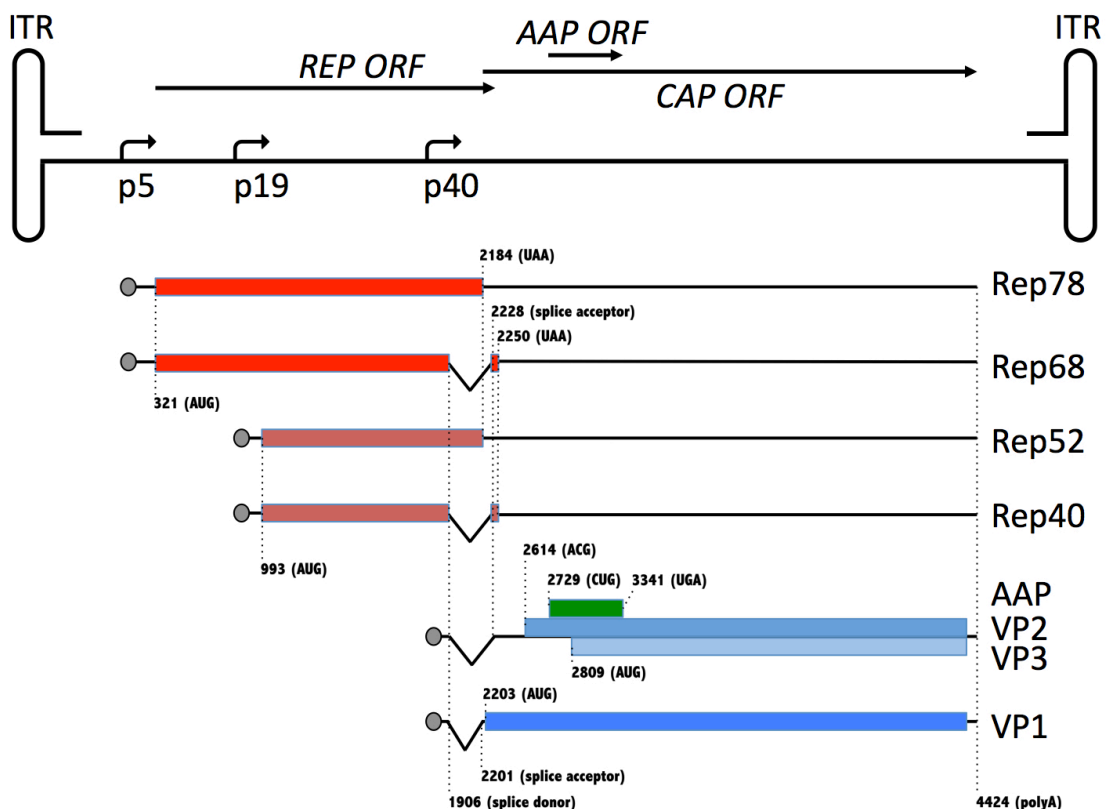 ITR
ITR
AAP ORF
REP ORF
CAP ORF
p5
p19
p40
2184 (UAA)
Rep78
2228 (splice acceptor)
2250 (UAA)
Rep68
321 (AUG)
Rep52
Rep40
993 (AUG)
2614 (ACG)
2729 (CUG)
3341 (UGA)
AAP
VP2
VP3
2809 (AUG)
2203 (AUG)
VP1
2201 (splice acceptor)
1906 (splice donor)
4424 (polyA)